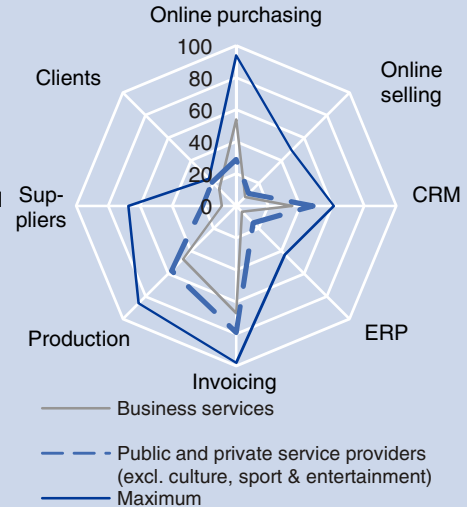 Online purchasing
100
80
60
40
20
0
Clients
Online
selling
Sup-
pliers
CRM
Production
ERP
Invoicing
Business services
Public and private service providers
(excl. culture, sport & entertainment)
Maximum